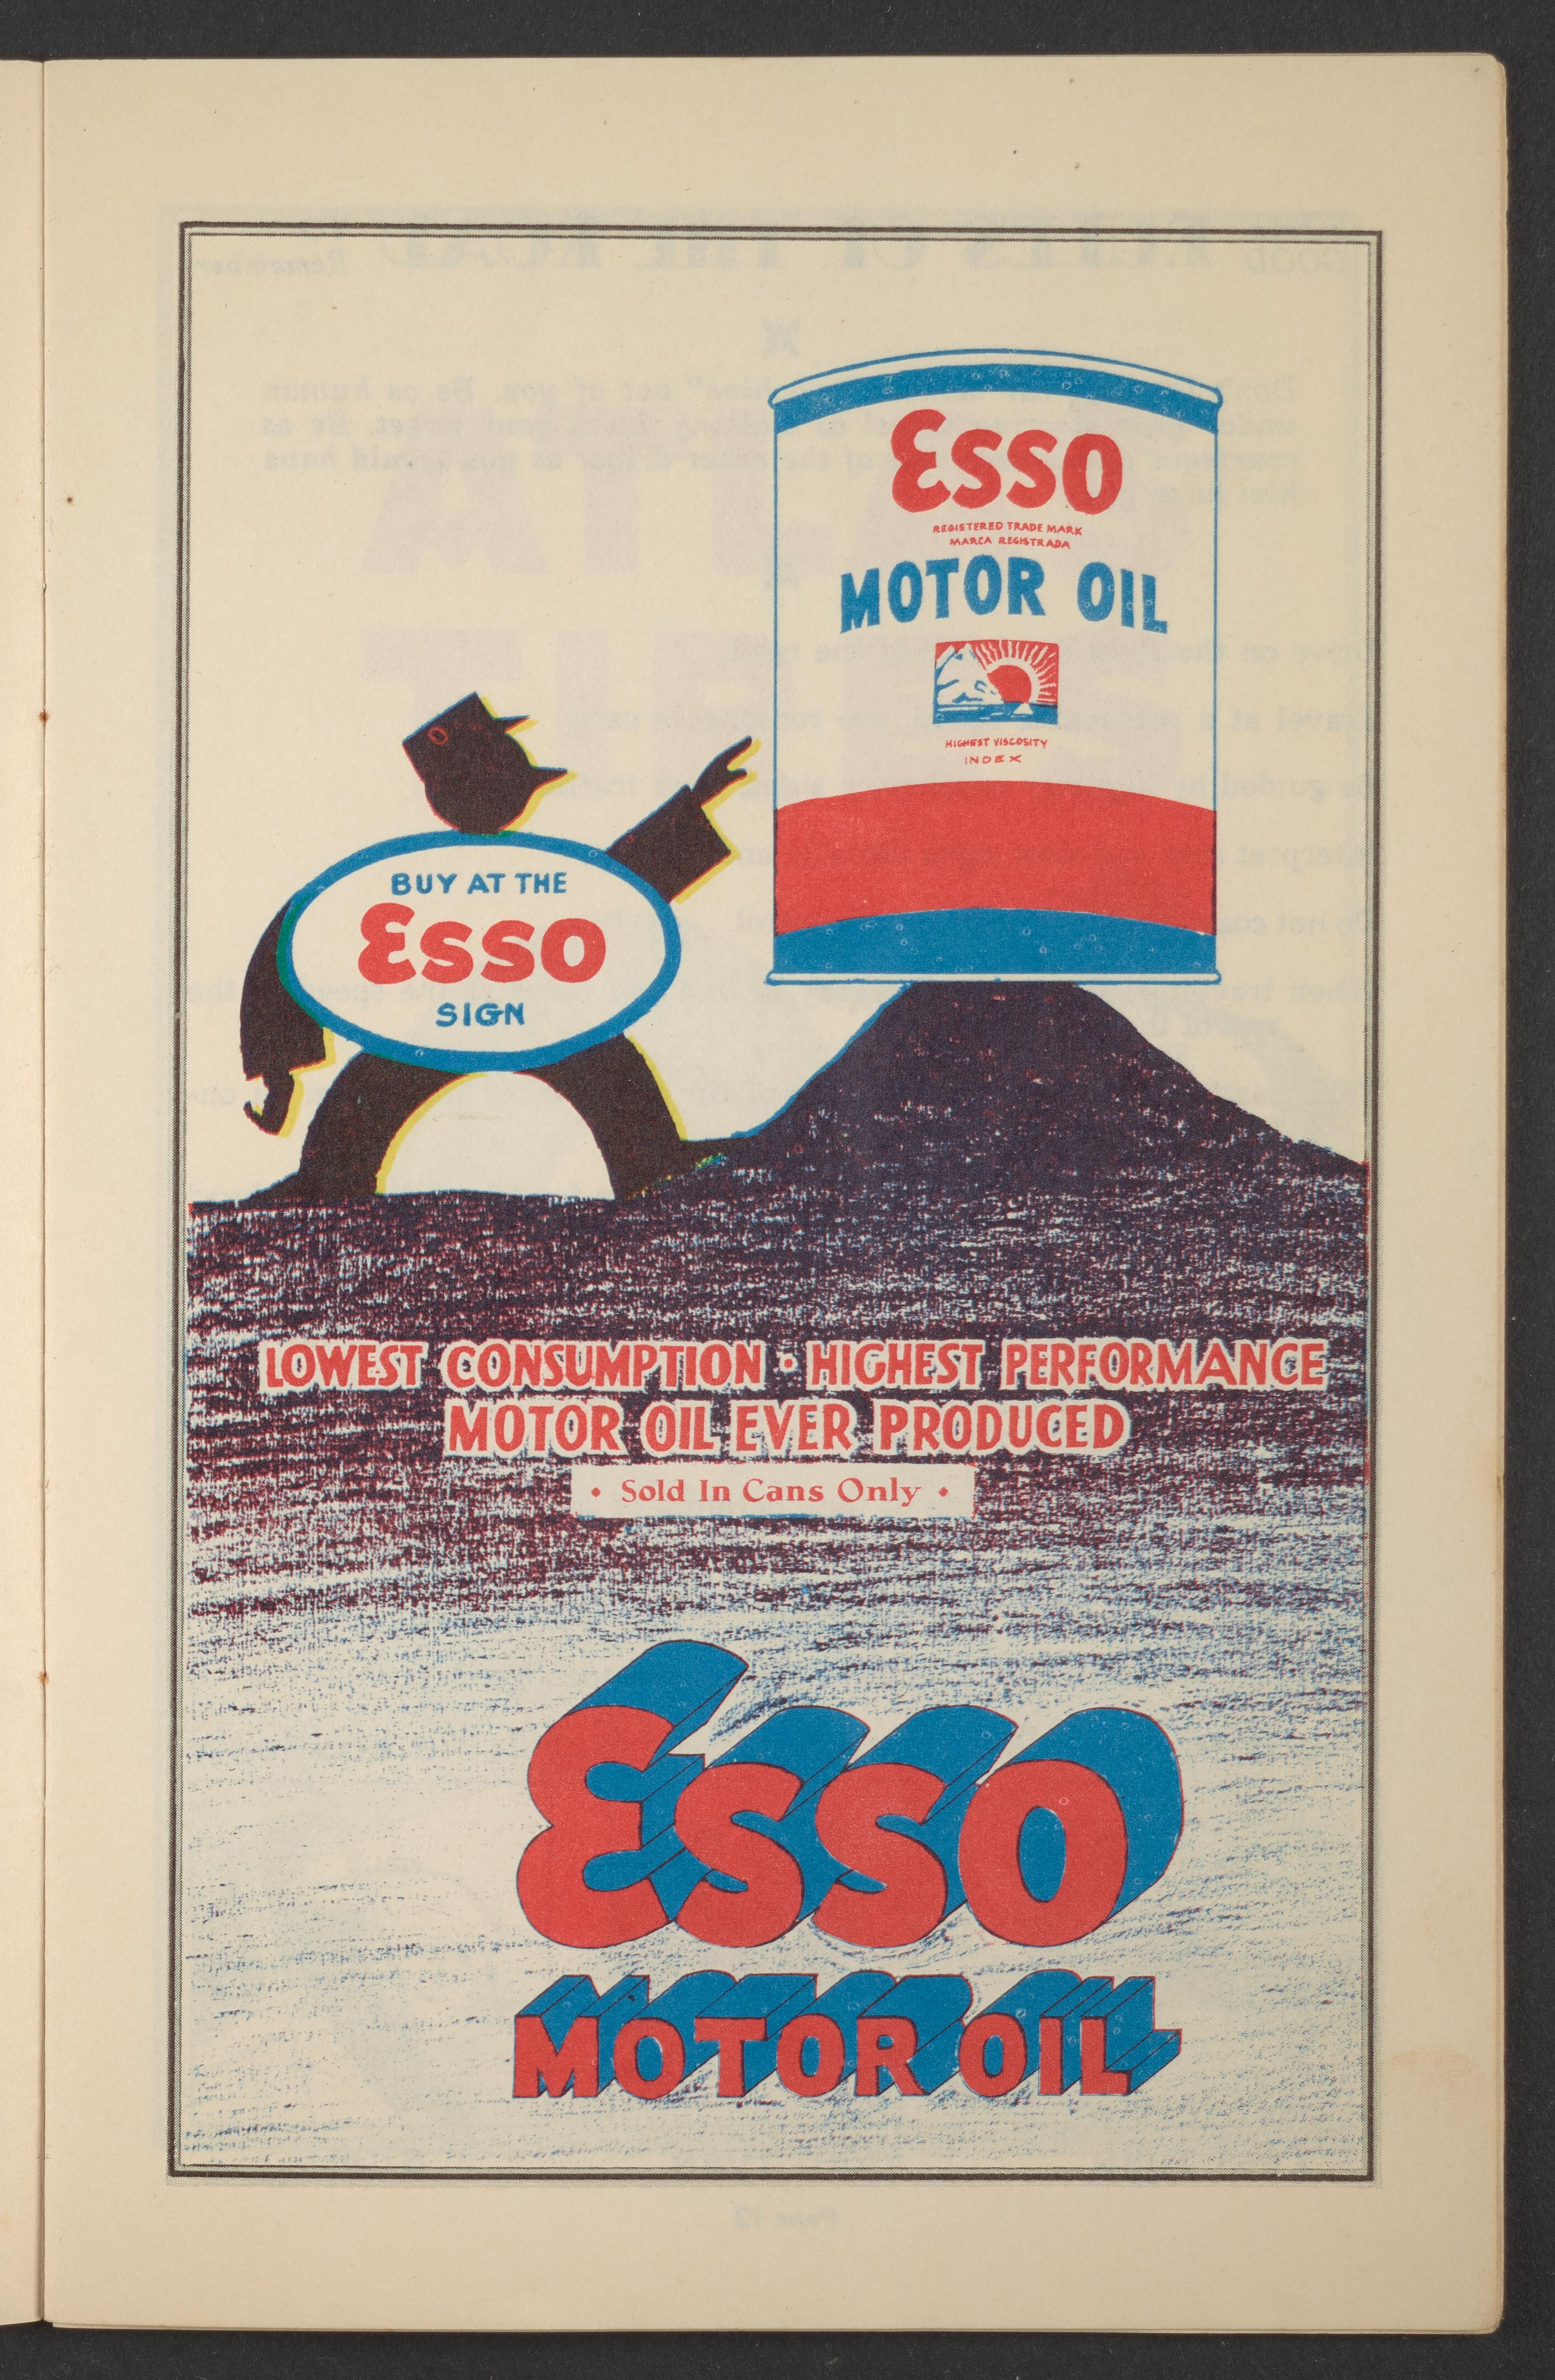 Esso
REGISTERED TRADE MARK
MARCA REGISTRADA
MOTOR OIL
HIGHEST VISCOSITY
INDEX
BUY AT THE
Esso
SIGN
LOWEST CONSUMPTION · HIGHEST PERFORMANCE
MOTOR OIL EVER PRODUCED
• Sold In Cans Only •
Esso
MOTOR OIL